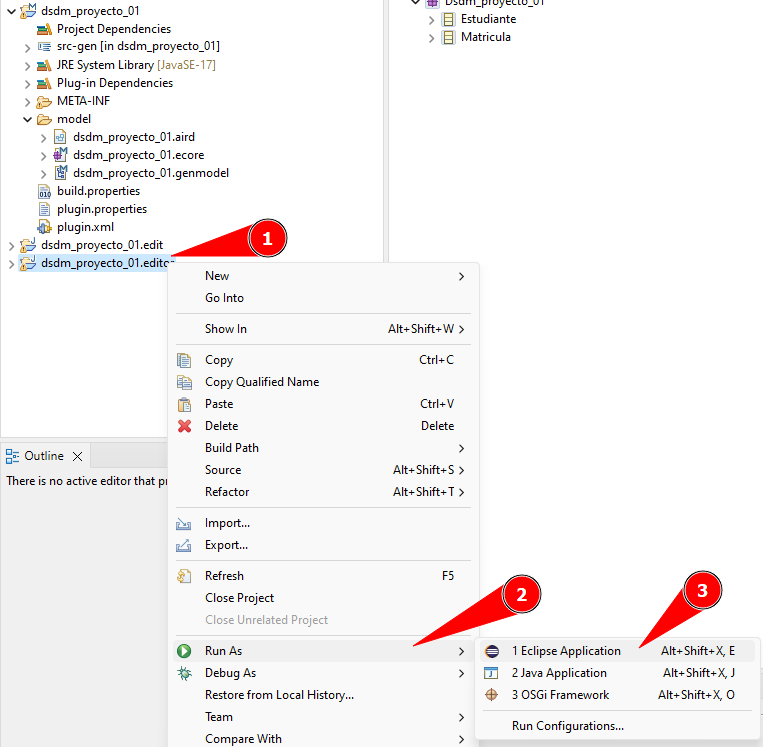 dsdm_proyecto_01
Project Dependencies
src-gen [in dsdm_proyecto_01]
JRE System Library [JavaSE-17]
Plug-in Dependencies
META-INF
model
dsdm_proyecto_01.aird
dsdm_proyecto_01.ecore
dsdm_proyecto_01.genmodel
build.properties
plugin.properties
plugin.xml
dsdm_proyecto_01.edit
dsdm_proyecto_01.editor
Dsdm_proyecto_01
Estudiante
Matricula
1
New
Go Into
Show In Alt+Shift+W
Copy Ctrl+C
Copy Qualified Name
Paste Ctrl+V
Delete Delete
Build Path
Source Alt+Shift+S
Refactor Alt+Shift+T
Import...
Export...
Refresh F5
Close Project
Close Unrelated Project
Run As
Debug As
Restore from Local History...
Team
Compare With
Outline
There is no active editor that
2
3
1 Eclipse Application Alt+Shift+X, E
2 Java Application Alt+Shift+X, J
3 OSGi Framework Alt+Shift+X, O
Run Configurations...